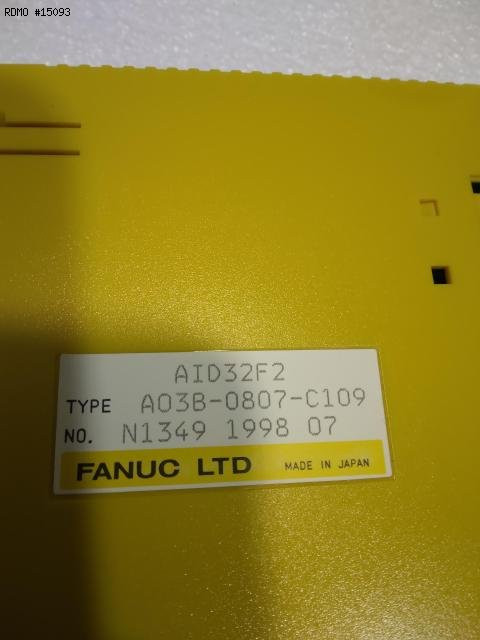 RDMO #15093
AID32F2
TYPE A03B-0807-C109
NO. N1349 1998 07
FANUC LTD MADE IN JAPAN